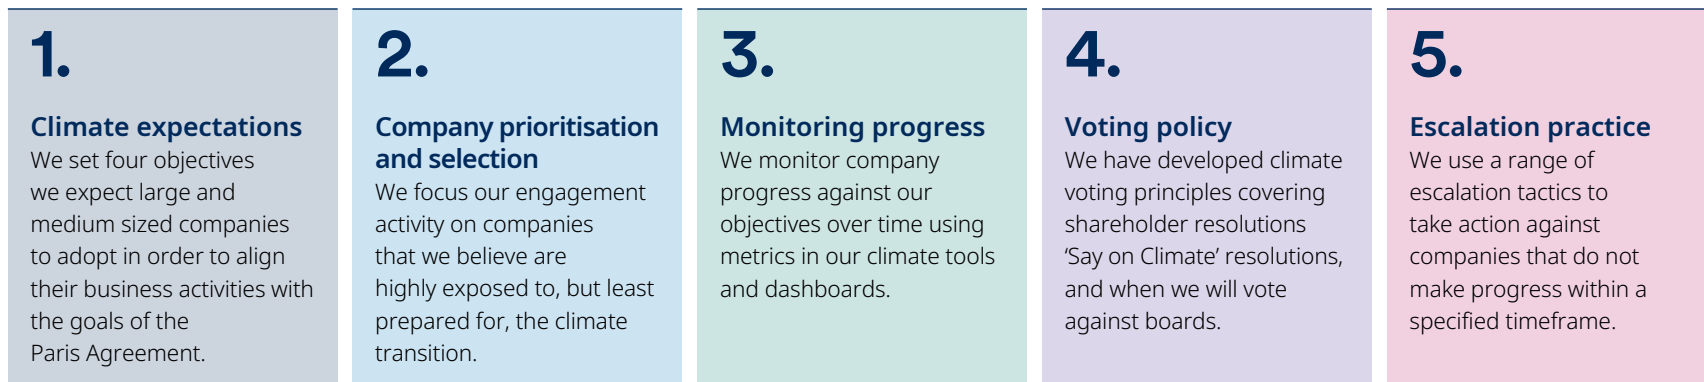 1.
Climate expectations
We set four objectives
we expect large and
medium sized companies
to adopt in order to align
their business activities with
the goals of the
Paris Agreement.
2.
Company prioritisation
and selection
We focus our engagement
activity on companies
that we believe are
highly exposed to, but least
prepared for, the climate
transition.
3.
Monitoring progress
We monitor company
progress against our
objectives over time using
metrics in our climate tools
and dashboards.
4.
Voting policy
We have developed climate
voting principles covering
shareholder resolutions
‘Say on Climate’ resolutions,
and when we will vote
against boards.
5.
Escalation practice
We use a range of
escalation tactics to
take action against
companies that do not
make progress within a
specified timeframe.